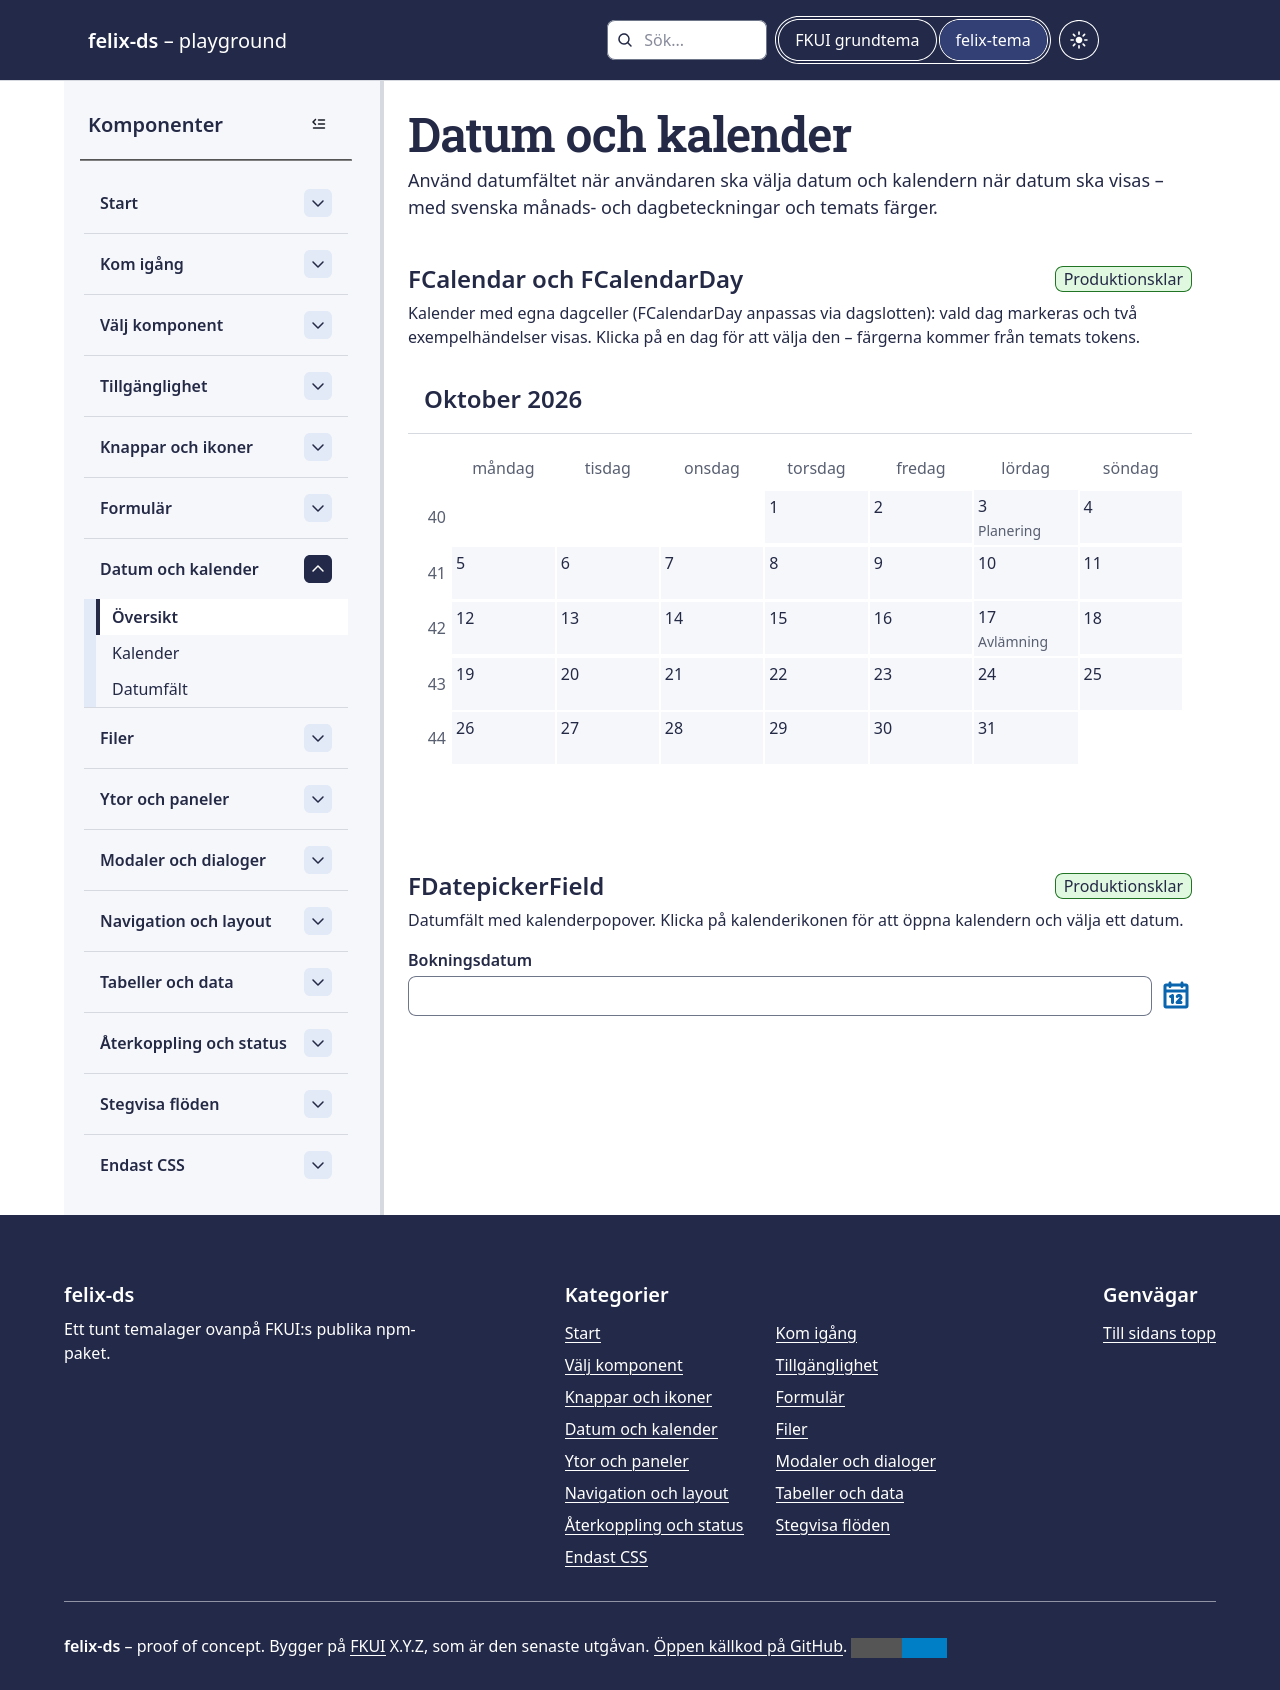 felix-ds – playground
Sök...
FKUI grundtema
felix-tema
Komponenter
Start
Kom igång
Välj komponent
Tillgänglighet
Knappar och ikoner
Formulär
Datum och kalender
Översikt
Kalender
Datumfält
Filer
Ytor och paneler
Modaler och dialoger
Navigation och layout
Tabeller och data
Återkoppling och status
Stegvisa flöden
Endast CSS
Datum och kalender
Använd datumfältet när användaren ska välja datum och kalendern när datum ska visas –
med svenska månads- och dagbeteckningar och temats färger.
FCalendar och FCalendarDay
Produktionsklar
Kalender med egna dagceller (FCalendarDay anpassas via dagslotten): vald dag markeras och två
exempelhändelser visas. Klicka på en dag för att välja den – färgerna kommer från temats tokens.
Oktober 2026
måndag tisdag onsdag torsdag fredag lördag söndag
40 1 2 3 4
Planering
41 5 6 7 8 9 10 11
42 12 13 14 15 16 17 18
Avlämning
43 19 20 21 22 23 24 25
44 26 27 28 29 30 31
FDatepickerField
Produktionsklar
Datumfält med kalenderpopover. Klicka på kalenderikonen för att öppna kalendern och välja ett datum.
Bokningsdatum
12
felix-ds
Ett tunt temalager ovanpå FKUI:s publika npm-
paket.
Kategorier
Start
Kom igång
Välj komponent
Tillgänglighet
Knappar och ikoner
Formulär
Datum och kalender
Filer
Ytor och paneler
Modaler och dialoger
Navigation och layout
Tabeller och data
Återkoppling och status
Stegvisa flöden
Endast CSS
Genvägar
Till sidans topp
felix-ds – proof of concept. Bygger på FKUI X.Y.Z, som är den senaste utgåvan. Öppen källkod på GitHub.